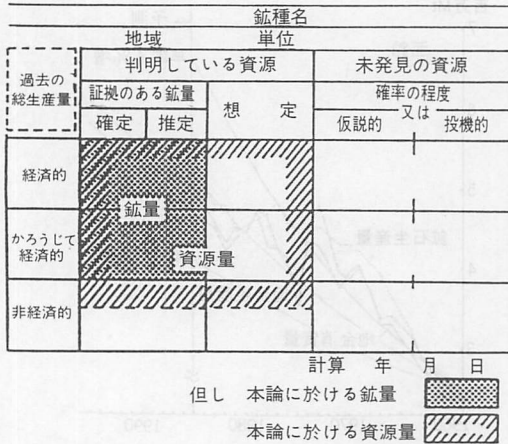 鉱種名
地域 単位
過去の
総生産量
判明している資源
未発見の資源
証拠のある鉱量
想 定
確率の程度
又は
確定
推定
仮説的
投機的
経済的
鉱量
かろうじて
経済的
資源量
非経済的
計算 年 月 日
但し 本論に於ける鉱量
本論に於ける資源量